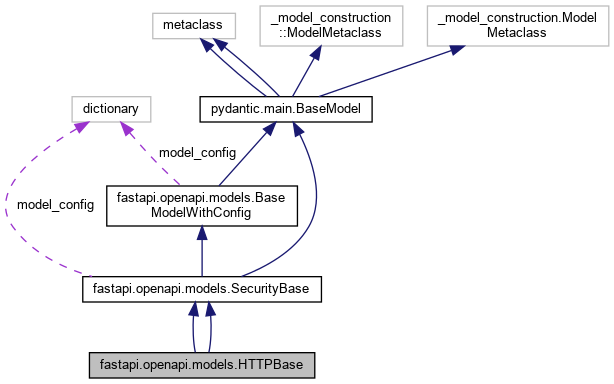 metaclass
_model_construction
::ModelMetaclass
_model_construction.Model
Metaclass
dictionary
pydantic.main.BaseModel
model_config
fastapi.openapi.models.Base
ModelWithConfig
model_config
fastapi.openapi.models.SecurityBase
fastapi.openapi.models.HTTPBase